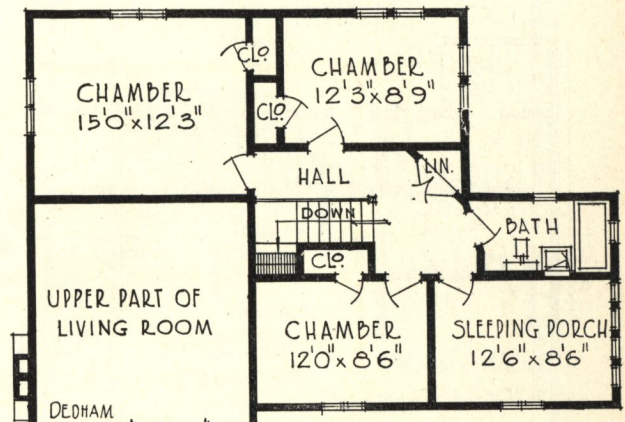 CHAMBER
15'0"x12'3"
CLO.
CLO.
CHAMBER
12'3"x8'9"
HALL
LIN.
DOWN
BATH
CLO.
UPPER PART OF
LIVING ROOM
CHAMBER
12'0"x8'6"
SLEEPING PORCH
12'6"x8'6"
DEDHAM